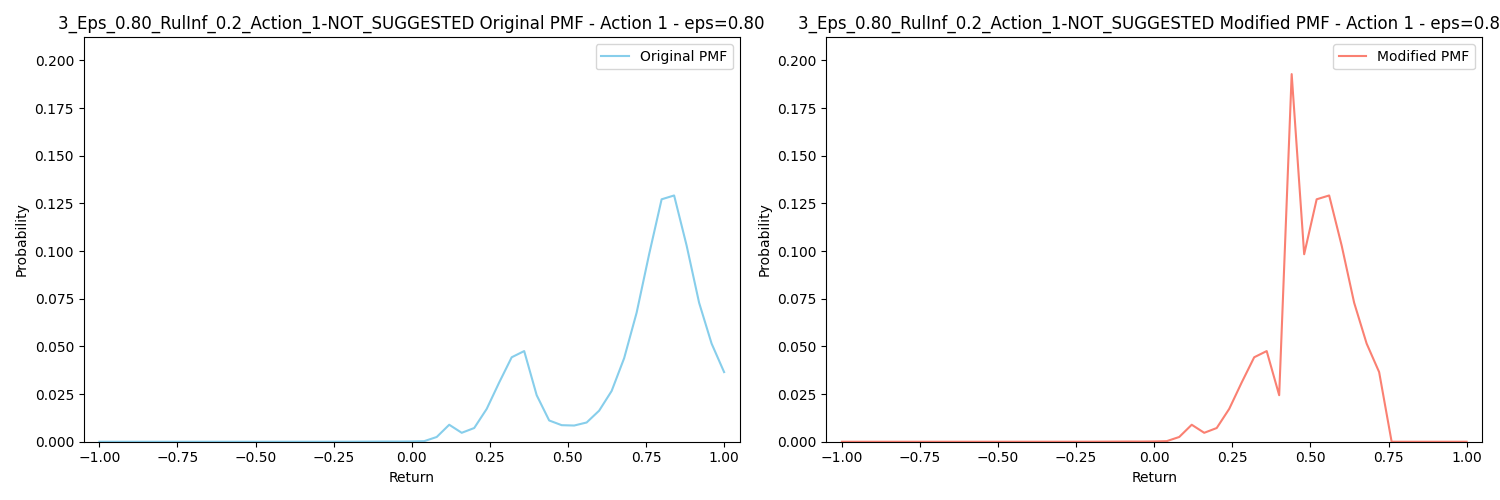 3_Eps_0.80_RulInf_0.2_Action_1-NOT_SUGGESTED Original PMF - Action 1 - eps=0.80
Original PMF
0.200
0.175
0.150
0.125
0.100
0.075
0.050
0.025
0.000
Probability
−1.00 −0.75 −0.50 −0.25 0.00 0.25 0.50 0.75 1.00
Return
3_Eps_0.80_RulInf_0.2_Action_1-NOT_SUGGESTED Modified PMF - Action 1 - eps=0.8
Modified PMF
0.200
0.175
0.150
0.125
0.100
0.075
0.050
0.025
0.000
Probability
−1.00 −0.75 −0.50 −0.25 0.00 0.25 0.50 0.75 1.00
Return